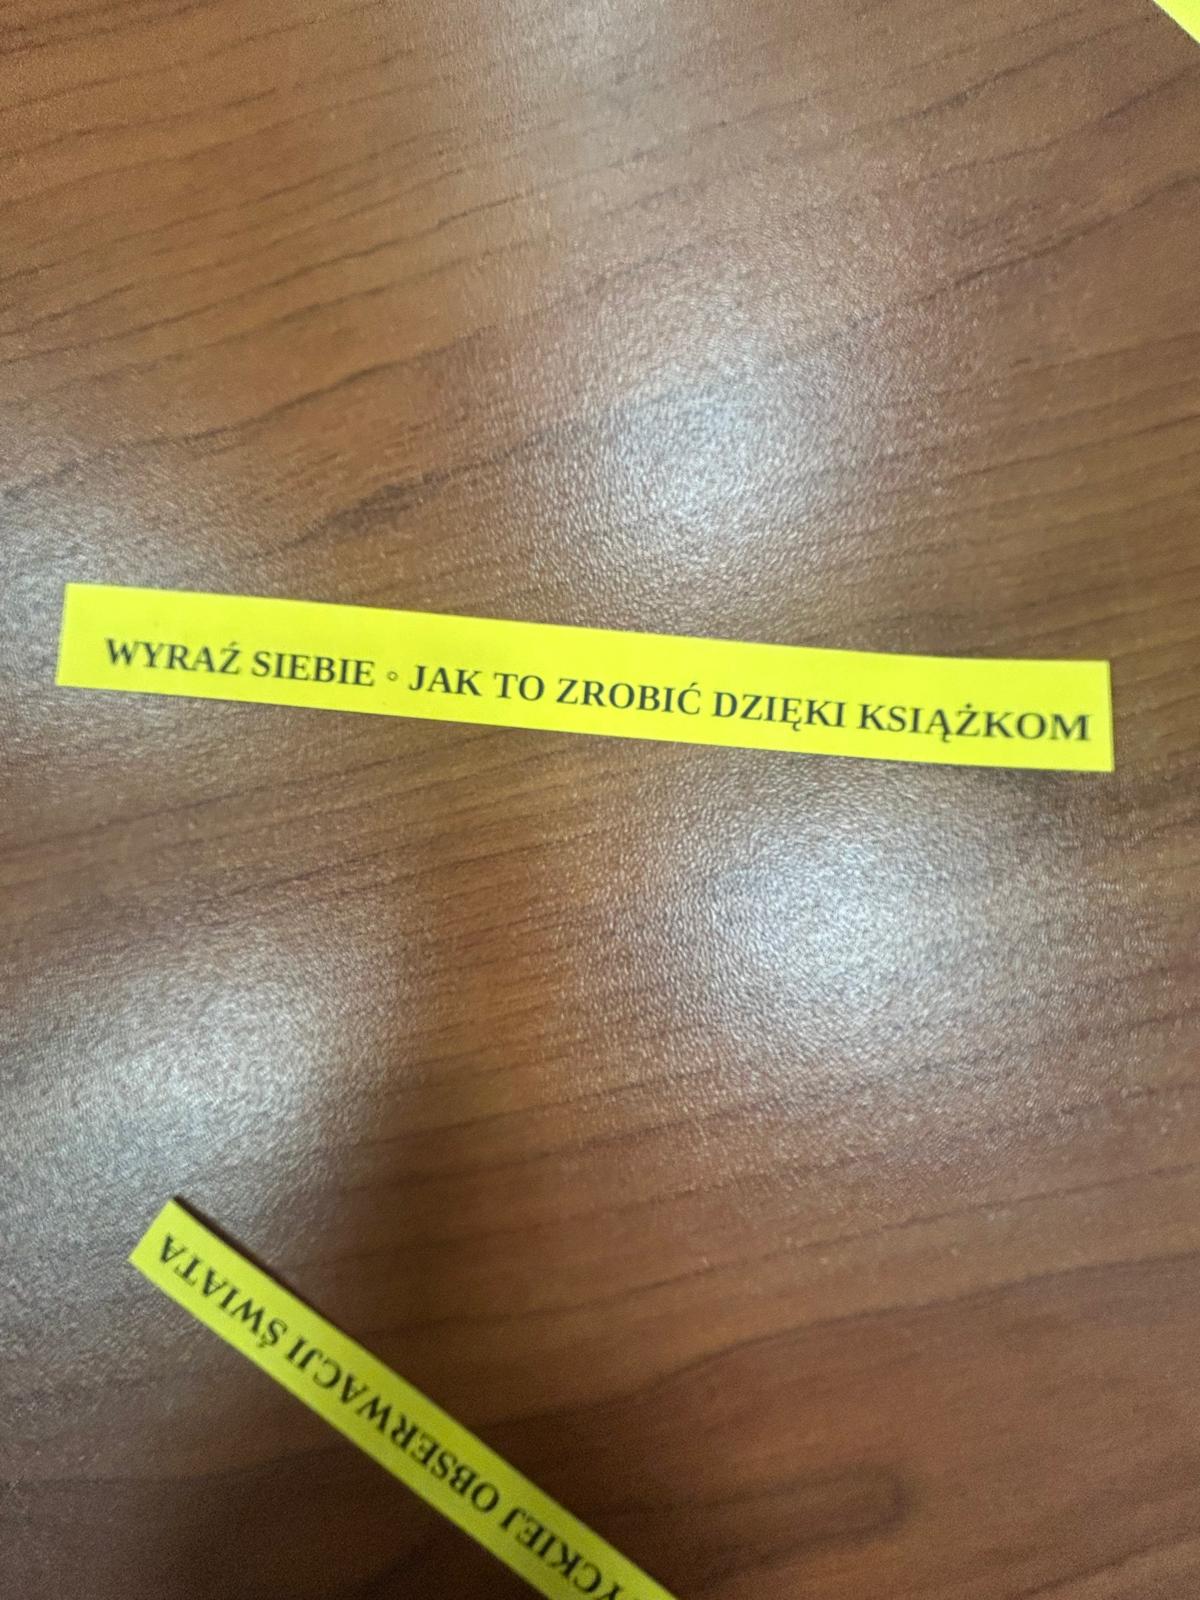 WYRAŹ SIEBIE ◦ JAK TO ZROBIĆ DZIĘKI KSIĄŻKOM
OBSERWACJI ŚWIATA